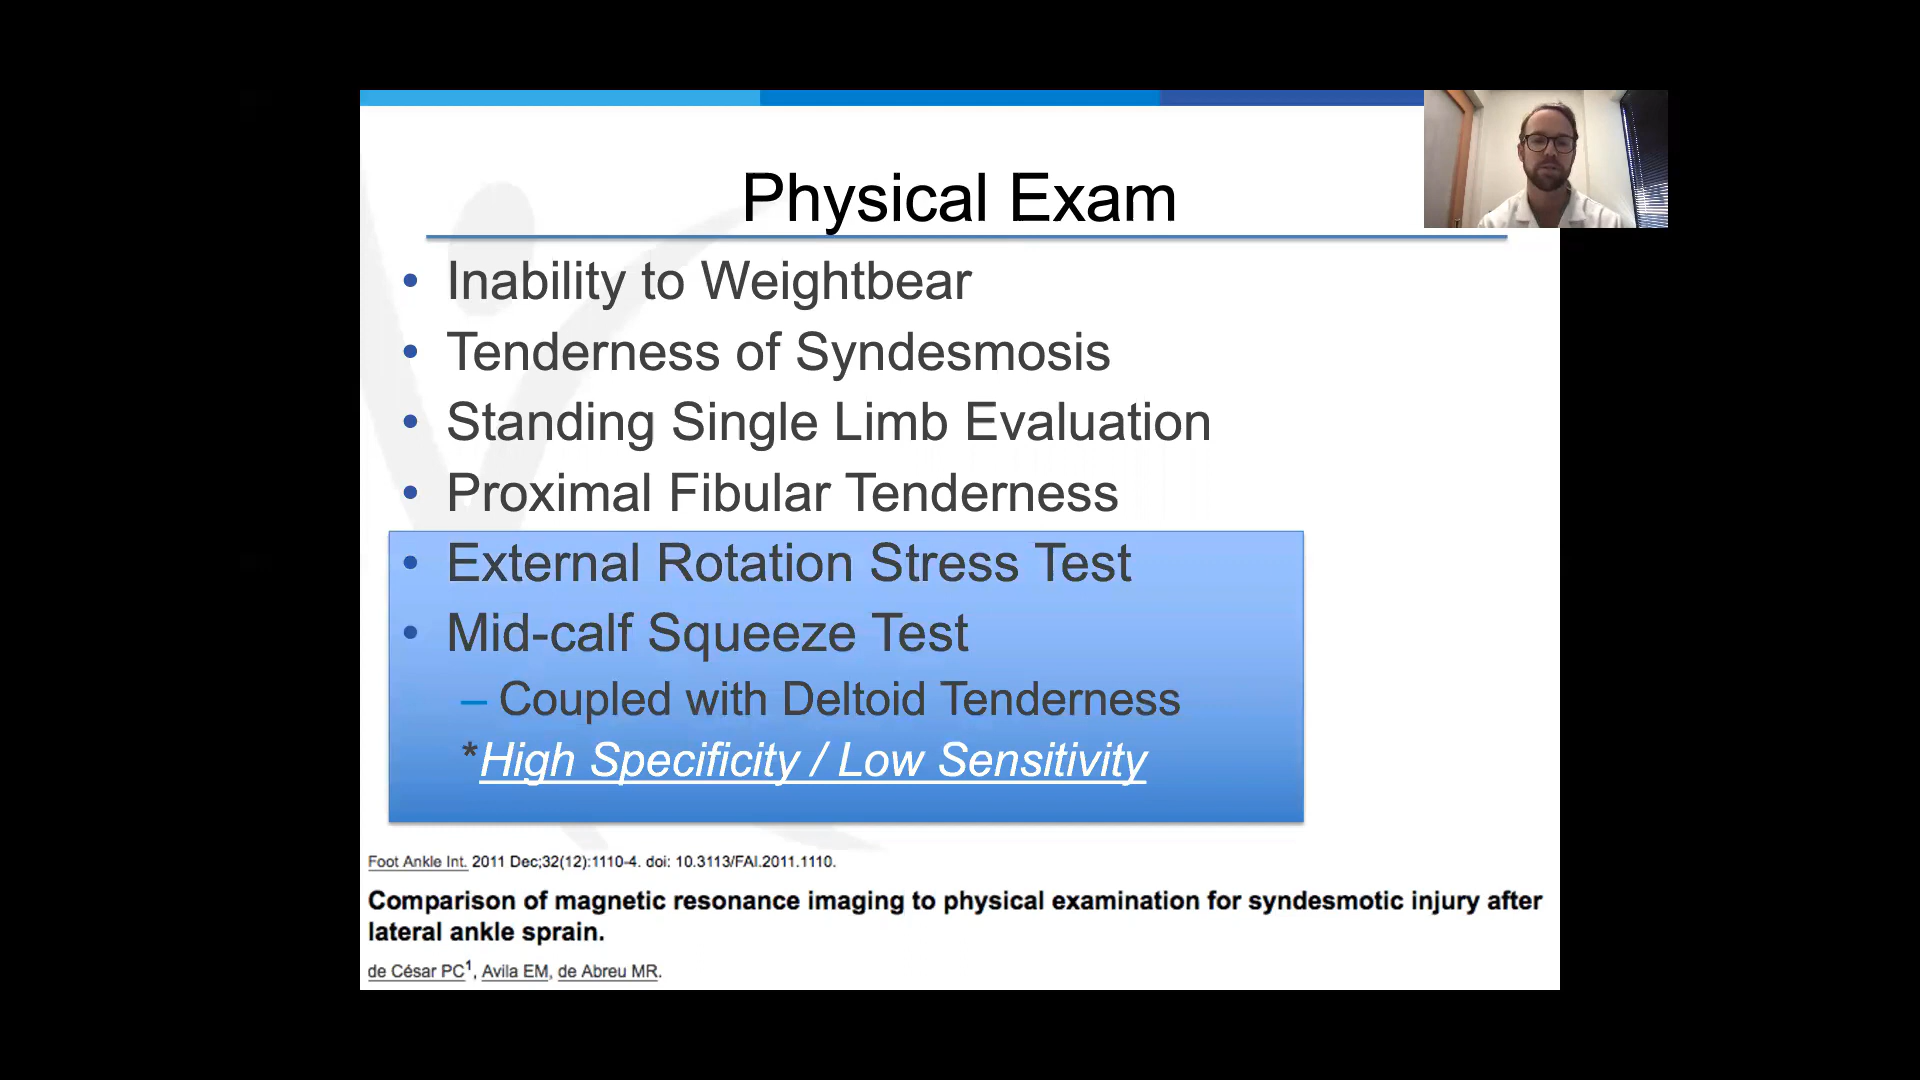 Physical Exam
• Inability to Weightbear
• Tenderness of Syndesmosis
• Standing Single Limb Evaluation
• Proximal Fibular Tenderness
• External Rotation Stress Test
• Mid-calf Squeeze Test
– Coupled with Deltoid Tenderness
*High Specificity / Low Sensitivity
Foot Ankle Int. 2011 Dec;32(12):1110-4. doi: 10.3113/FAI.2011.1110.
Comparison of magnetic resonance imaging to physical examination for syndesmotic injury after
lateral ankle sprain.
de César PC1, Avila EM, de Abreu MR.